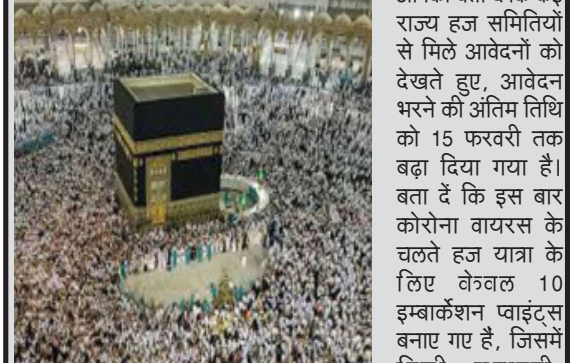 राज्य हज समितियों
से मिले आवेदनों को
देखते हुए, आवेदन
भरने की अंतिम तिथि
को 15 फरवरी तक
बढ़ा दिया गया है।
बता दें कि इस बार
कोरोना वायरस के
चलते हज यात्रा के
लिए वेञ्वल 10
इम्बार्केशन प्वाइंट्स
बनाए गए हैं, जिसमें